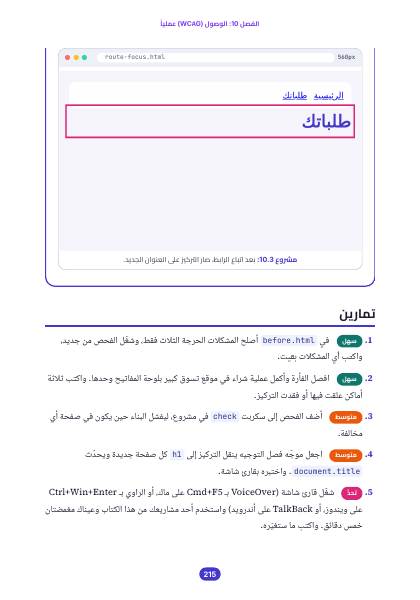 الفصل 10: الوصول (WCAG) عملياً
route-focus.html
560px
الرئيسية طلباتك
طلباتك
مشروع 10.3: بعد اتباع الرابط، صار التركيز على العنوان الجديد.
تمارين
1. سهل في before.html أصلح المشكلات الحرجة الثلاث فقط، وشغّل الفحص من جديد،
واكتب أي المشكلات بقيت.
2. سهل افصل الفأرة وأكمل عملية شراء في موقع تسوق كبير بلوحة المفاتيح وحدها. واكتب ثلاثة
أماكن علقت فيها أو فقدت التركيز.
3. متوسط أضف الفحص إلى سكربت check في مشروع، ليفشل البناء حين يكون في صفحة أي
مخالفة.
4. متوسط اجعل موجّه فصل التوجيه ينقل التركيز إلى h1 كل صفحة جديدة ويحدّث
document.title، واختبره بقارئ شاشة.
5. تحدٍّ شغّل قارئ شاشة (VoiceOver بـ Cmd+F5 على ماك، أو الراوي بـ Ctrl+Win+Enter
على ويندوز، أو TalkBack على أندرويد) واستخدم أحد مشاريعك من هذا الكتاب وعيناك مغمضتان
خمس دقائق. واكتب ما ستغيّره.
215